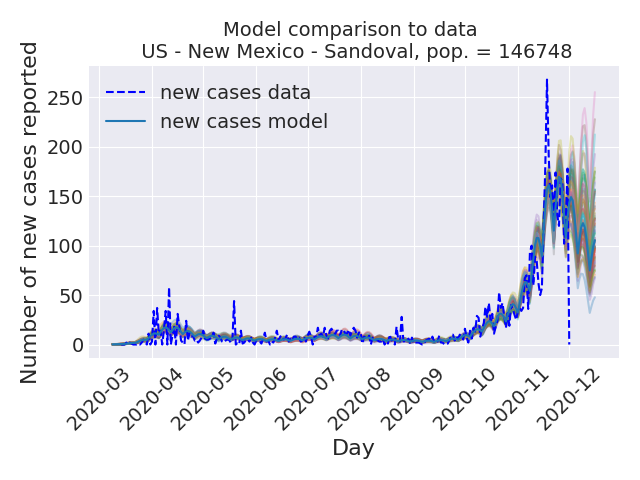 Model comparison to data
US - New Mexico - Sandoval, pop. = 146748
Number of new cases reported
new cases data
new cases model
250
200
150
100
50
0
2020-03
2020-04
2020-05
2020-06
2020-07
2020-08
2020-09
2020-10
2020-11
2020-12
Day